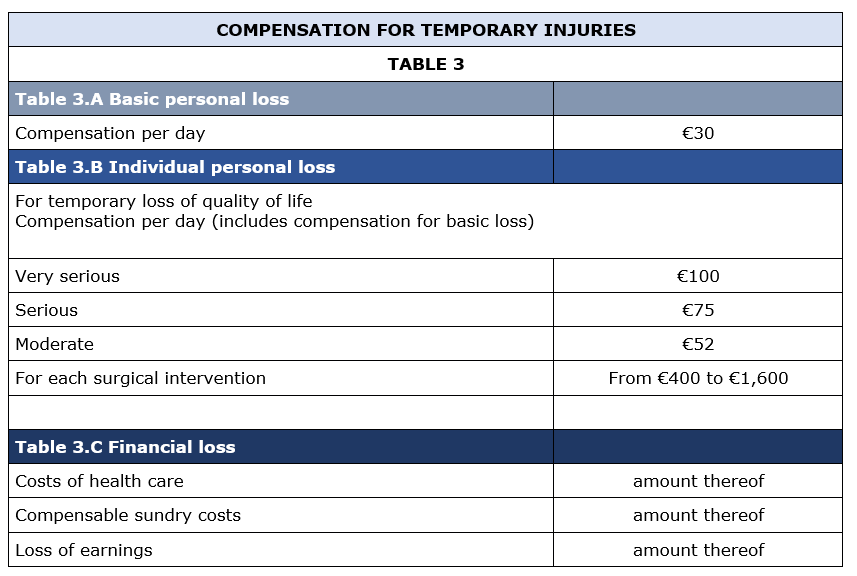 COMPENSATION FOR TEMPORARY INJURIES
TABLE 3
Table 3.A Basic personal loss
Compensation per day €30
Table 3.B Individual personal loss
For temporary loss of quality of life
Compensation per day (includes compensation for basic loss)
Very serious €100
Serious €75
Moderate €52
For each surgical intervention From €400 to €1,600
Table 3.C Financial loss
Costs of health care amount thereof
Compensable sundry costs amount thereof
Loss of earnings amount thereof